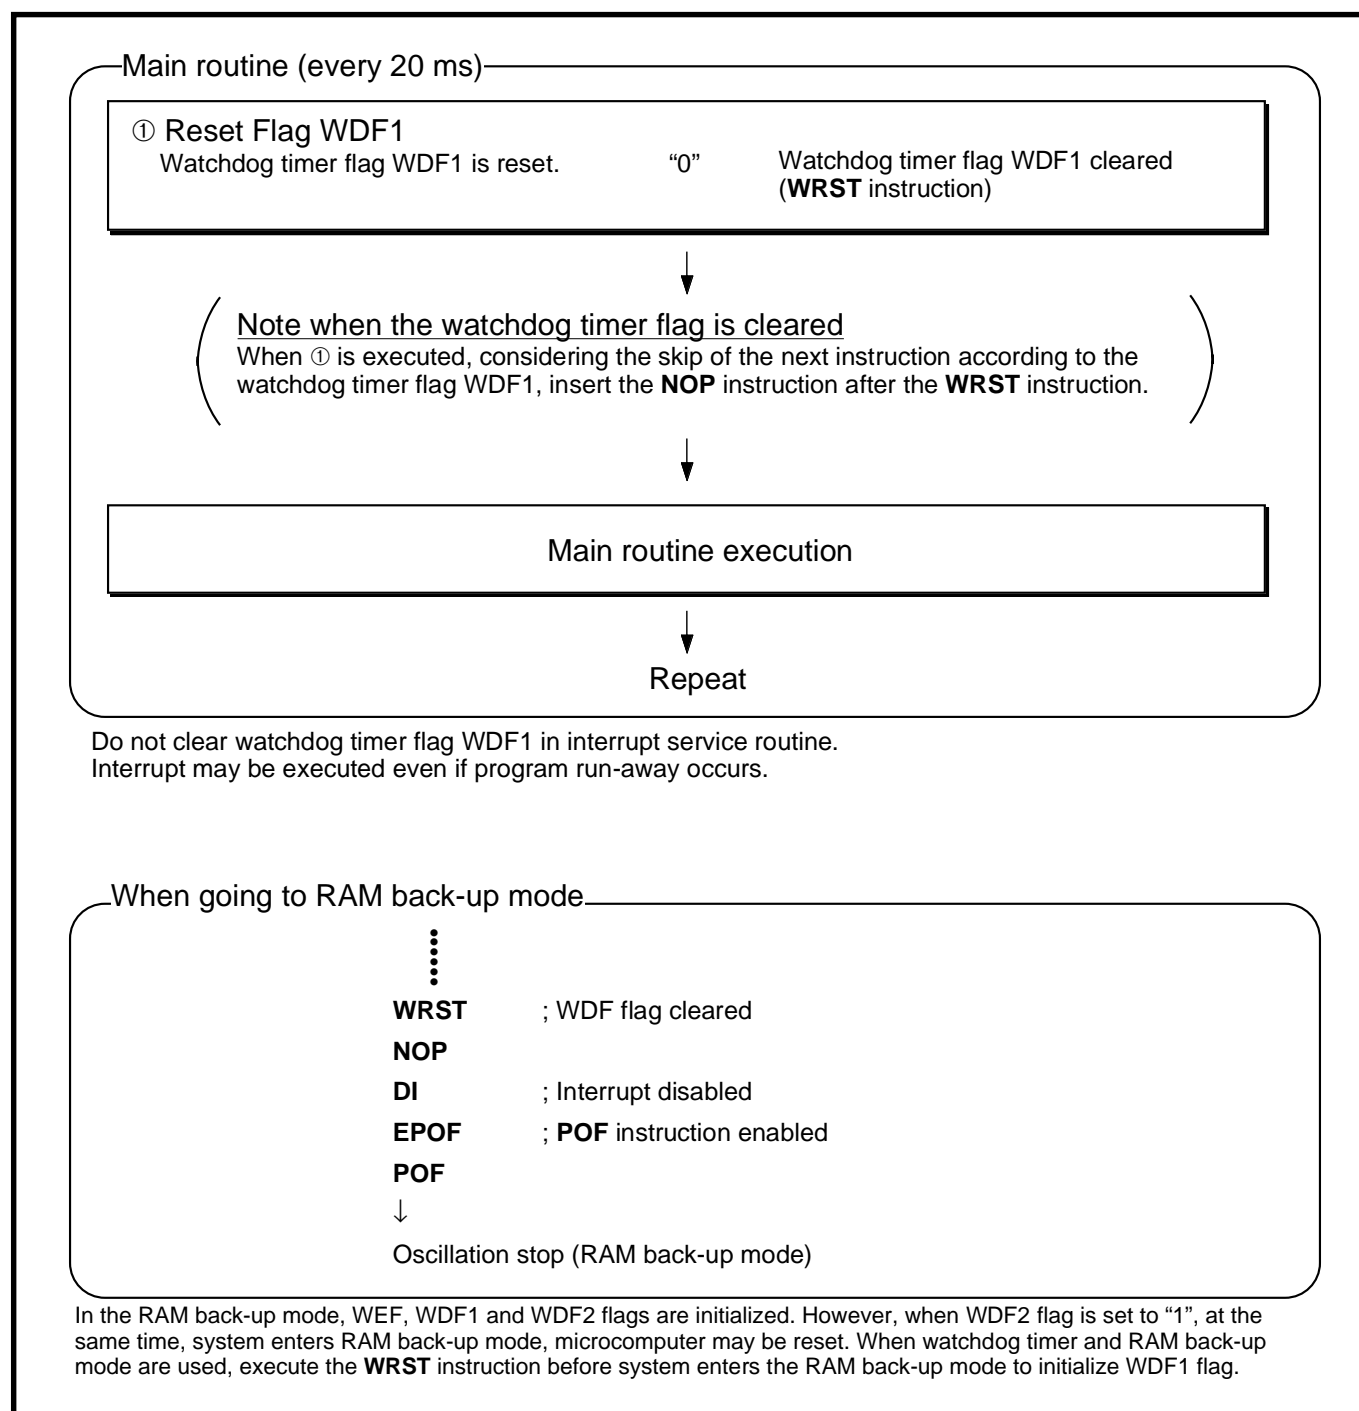 Main routine (every 20 ms)
① Reset Flag WDF1
Watchdog timer flag WDF1 is reset. “0” Watchdog timer flag WDF1 cleared
(WRST instruction)
Note when the watchdog timer flag is cleared
When ① is executed, considering the skip of the next instruction according to the
watchdog timer flag WDF1, insert the NOP instruction after the WRST instruction.
Main routine execution
Repeat
Do not clear watchdog timer flag WDF1 in interrupt service routine.
Interrupt may be executed even if program run-away occurs.
When going to RAM back-up mode
WRST ; WDF flag cleared
NOP
DI ; Interrupt disabled
EPOF ; POF instruction enabled
POF
↓
Oscillation stop (RAM back-up mode)
In the RAM back-up mode, WEF, WDF1 and WDF2 flags are initialized. However, when WDF2 flag is set to “1”, at the
same time, system enters RAM back-up mode, microcomputer may be reset. When watchdog timer and RAM back-up
mode are used, execute the WRST instruction before system enters the RAM back-up mode to initialize WDF1 flag.